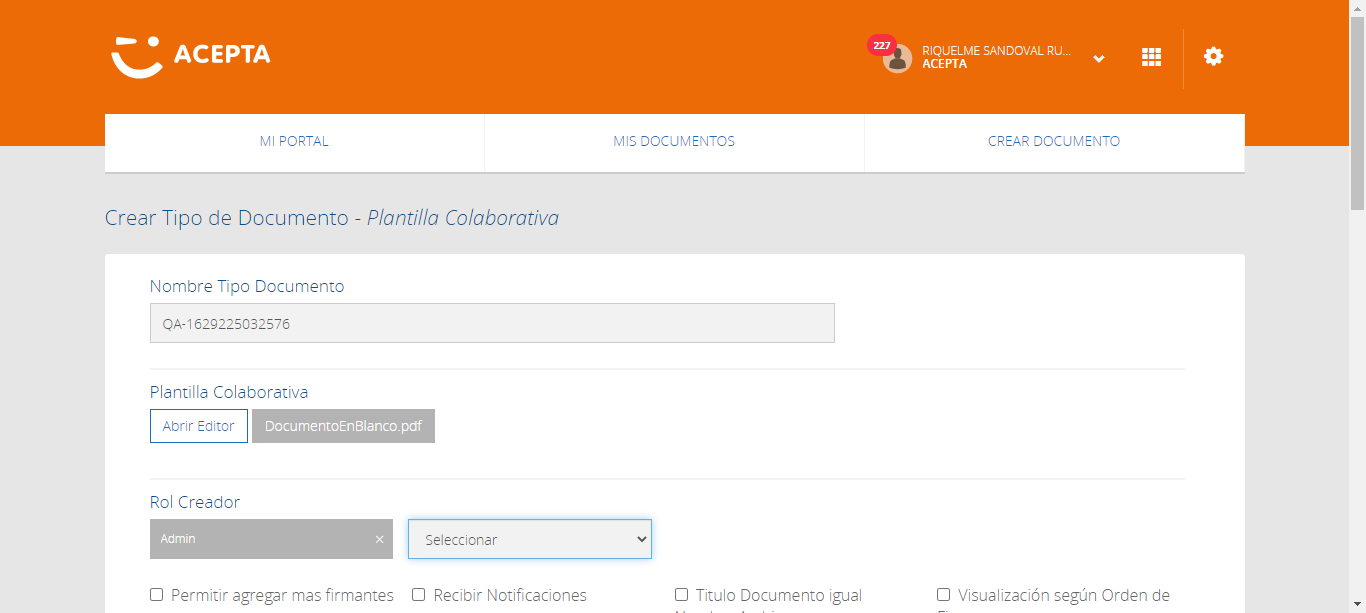 ACEPTA
227
RIQUELME SANDOVAL RU...
ACEPTA
MI PORTAL
MIS DOCUMENTOS
CREAR DOCUMENTO
Crear Tipo de Documento - Plantilla Colaborativa
Nombre Tipo Documento
QA-1629225032576
Plantilla Colaborativa
Abrir Editor
DocumentoEnBlanco.pdf
Rol Creador
Admin ×
Seleccionar
Permitir agregar mas firmantes
Recibir Notificaciones
Titulo Documento igual
Visualización según Orden de